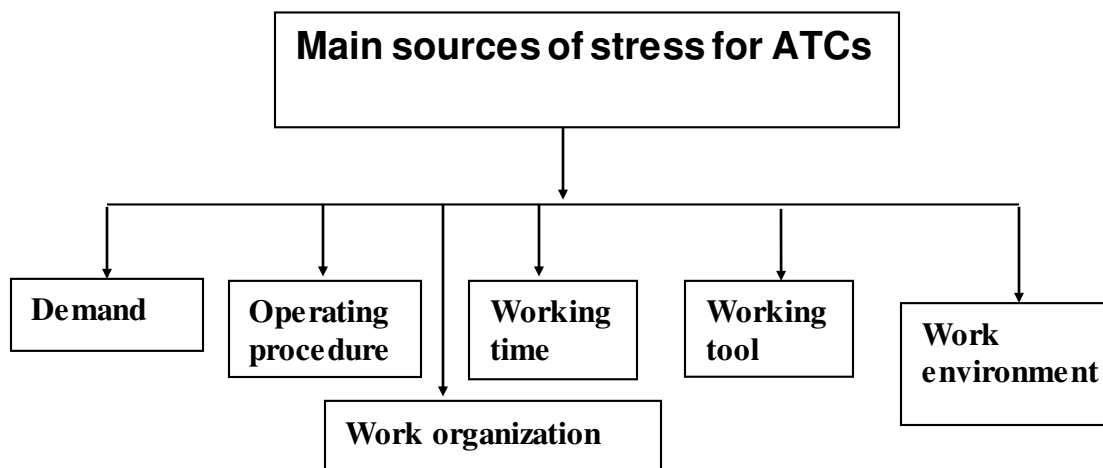 Main sources of stress for ATCs
Demand
Operating
procedure
Working
time
Working
tool
Work
environment
Work organization